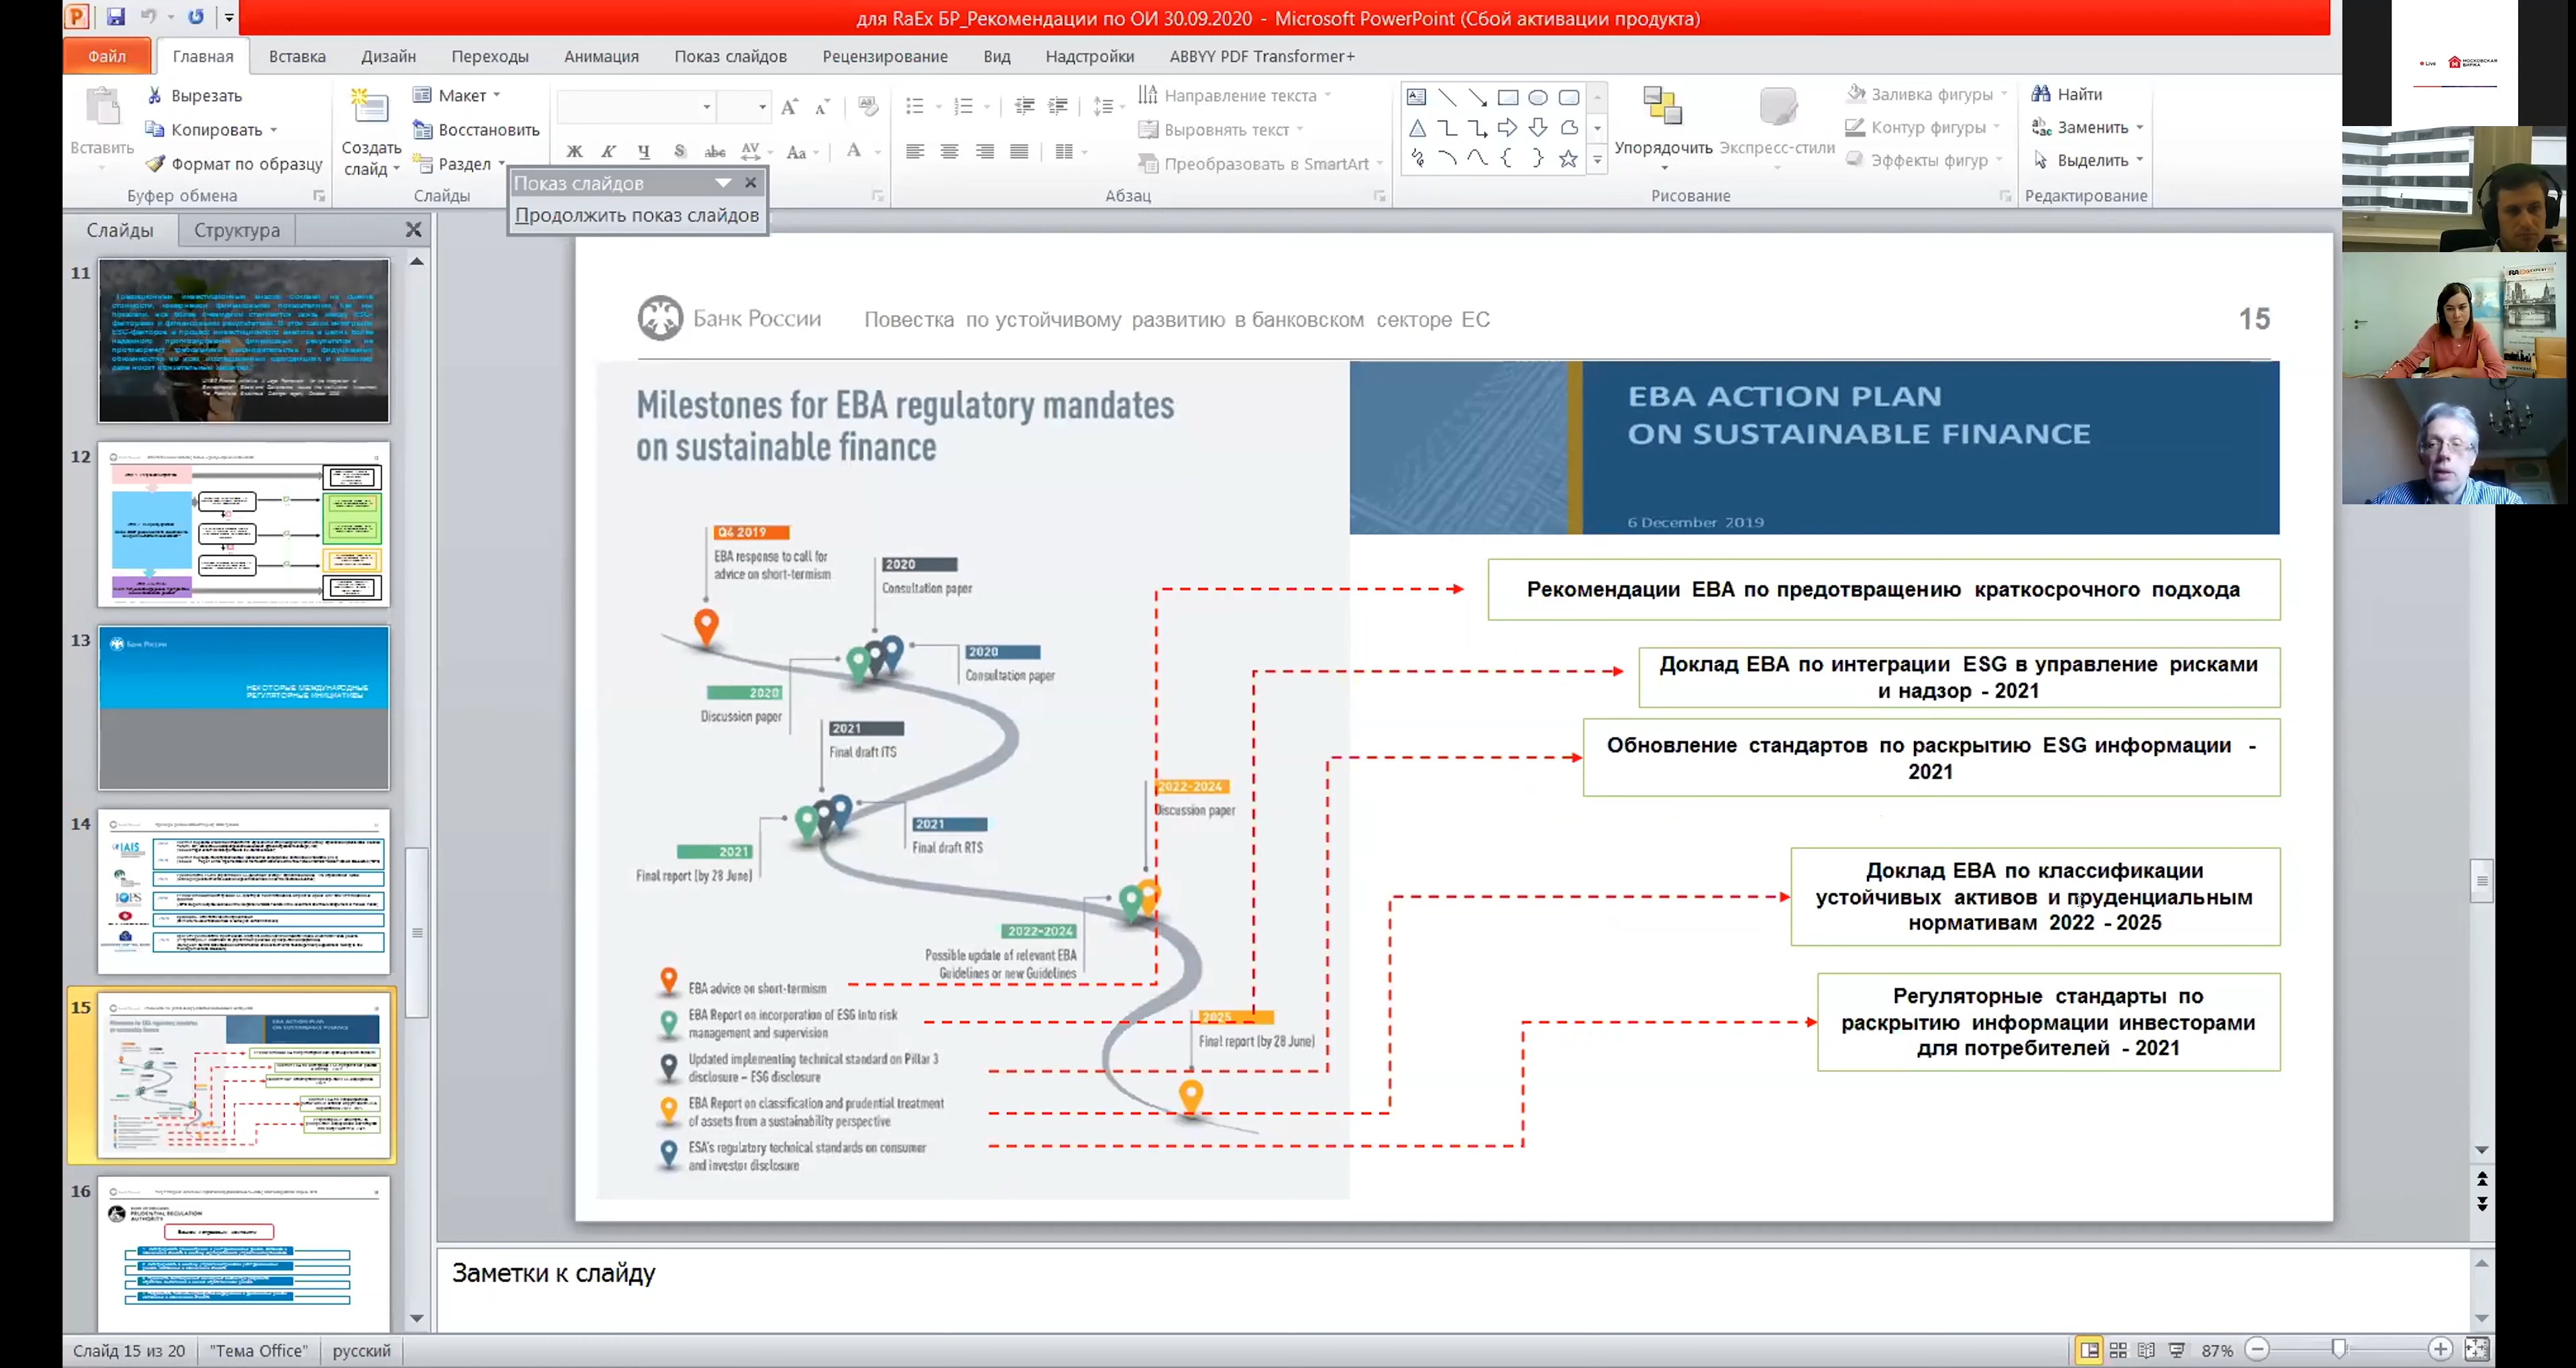 для RaEx БР_Рекомендации по ОИ 30.09.2020 - Microsoft PowerPoint (Сбой активации продукта)
Файл Главная Вставка Дизайн Переходы Анимация Показ слайдов Рецензирование Вид Надстройки ABBYY PDF Transformer+
Вставить
Вырезать
Копировать
Формат по образцу
Буфер обмена
Создать
слайд
Макет
Восстановить
Раздел
Слайды
Показ слайдов
Продолжить показ слайдов
Ж К Ч S abc AV Aa A
Направление текста
Выровнять текст
Преобразовать в SmartArt
Абзац
Упорядочить
Экспресс-стили
Заливка фигуры
Контур фигуры
Эффекты фигур
Рисование
Найти
Заменить
Выделить
Редактирование
Live МОСКОВСКАЯ БИРЖА
Слайды Структура
11
12
13
Банк России
НЕКОТОРЫЕ МЕЖДУНАРОДНЫЕ
РЕГУЛЯТОРНЫЕ ИНИЦИАТИВЫ
14
IAIS
IOPS
15
16
PRUDENTIAL REGULATION
AUTHORITY
Банк России Повестка по устойчивому развитию в банковском секторе ЕС 15
Milestones for EBA regulatory mandates
on sustainable finance
EBA ACTION PLAN
ON SUSTAINABLE FINANCE
6 December 2019
Q4 2019
EBA response to call for
advice on short-termism
2020
Consultation paper
2020
Consultation paper
2020
Discussion paper
2021
Final draft ITS
2021
Final draft RTS
2021
Final report (by 28 June)
2022-2024
Discussion paper
2022-2024
Possible update of relevant EBA
Guidelines or new Guidelines
2025
Final report (by 28 June)
EBA advice on short-termism
EBA Report on incorporation of ESG into risk
management and supervision
Updated implementing technical standard on Pillar 3
disclosure – ESG disclosure
EBA Report on classification and prudential treatment
of assets from a sustainability perspective
ESA's regulatory technical standards on consumer
and investor disclosure
Рекомендации EBA по предотвращению краткосрочного подхода
Доклад EBA по интеграции ESG в управление рисками
и надзор - 2021
Обновление стандартов по раскрытию ESG информации -
2021
Доклад EBA по классификации
устойчивых активов и пруденциальным
нормативам 2022 - 2025
Регуляторные стандарты по
раскрытию информации инвесторами
для потребителей - 2021
Заметки к слайду
Слайд 15 из 20 "Тема Office" русский 87%